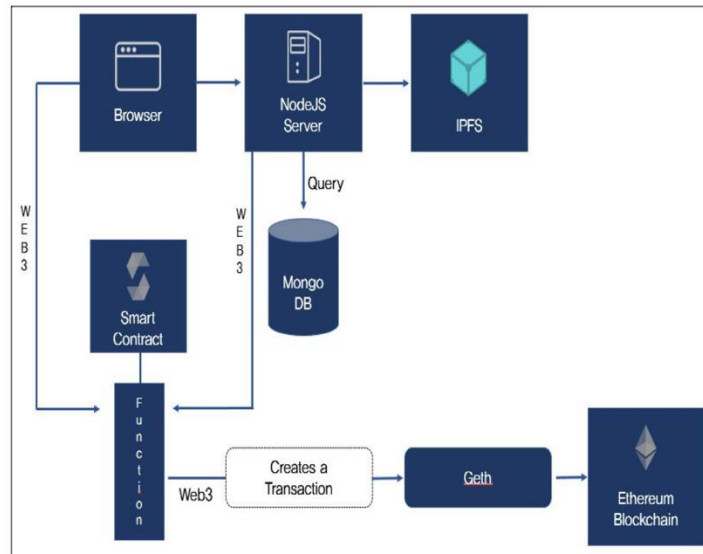 Browser
NodeJS
Server
IPFS
Query
W
E
B
3
W
E
B
3
Mongo
DB
Smart
Contract
F
u
n
c
t
i
o
n
Web3
Creates a
Transaction
Geth
Ethereum
Blockchain